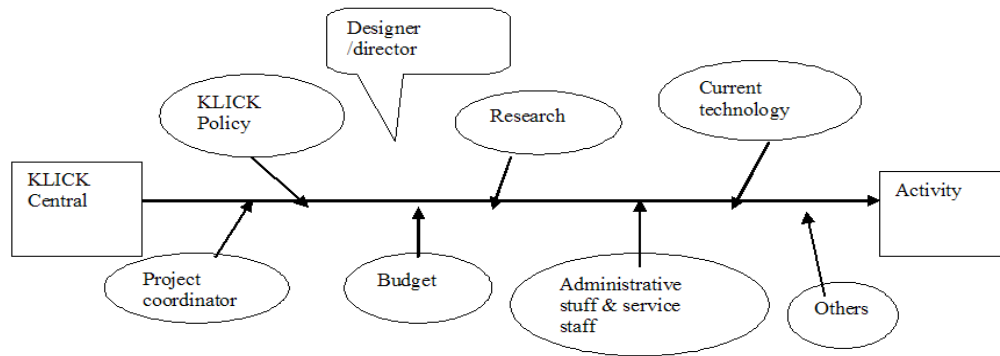 Designer
/director
KLICK
Policy
Research
Current
technology
KLICK
Central
Activity
Project
coordinator
Budget
Administrative
stuff & service
staff
Others